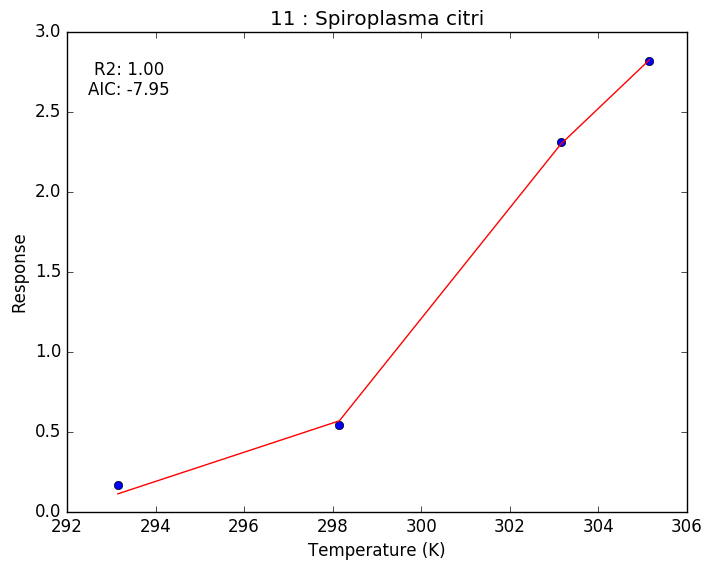 11 : Spiroplasma citri
R2: 1.00
AIC: -7.95
Response
3.0
2.5
2.0
1.5
1.0
0.5
0.0
292 294 296 298 300 302 304 306
Temperature (K)